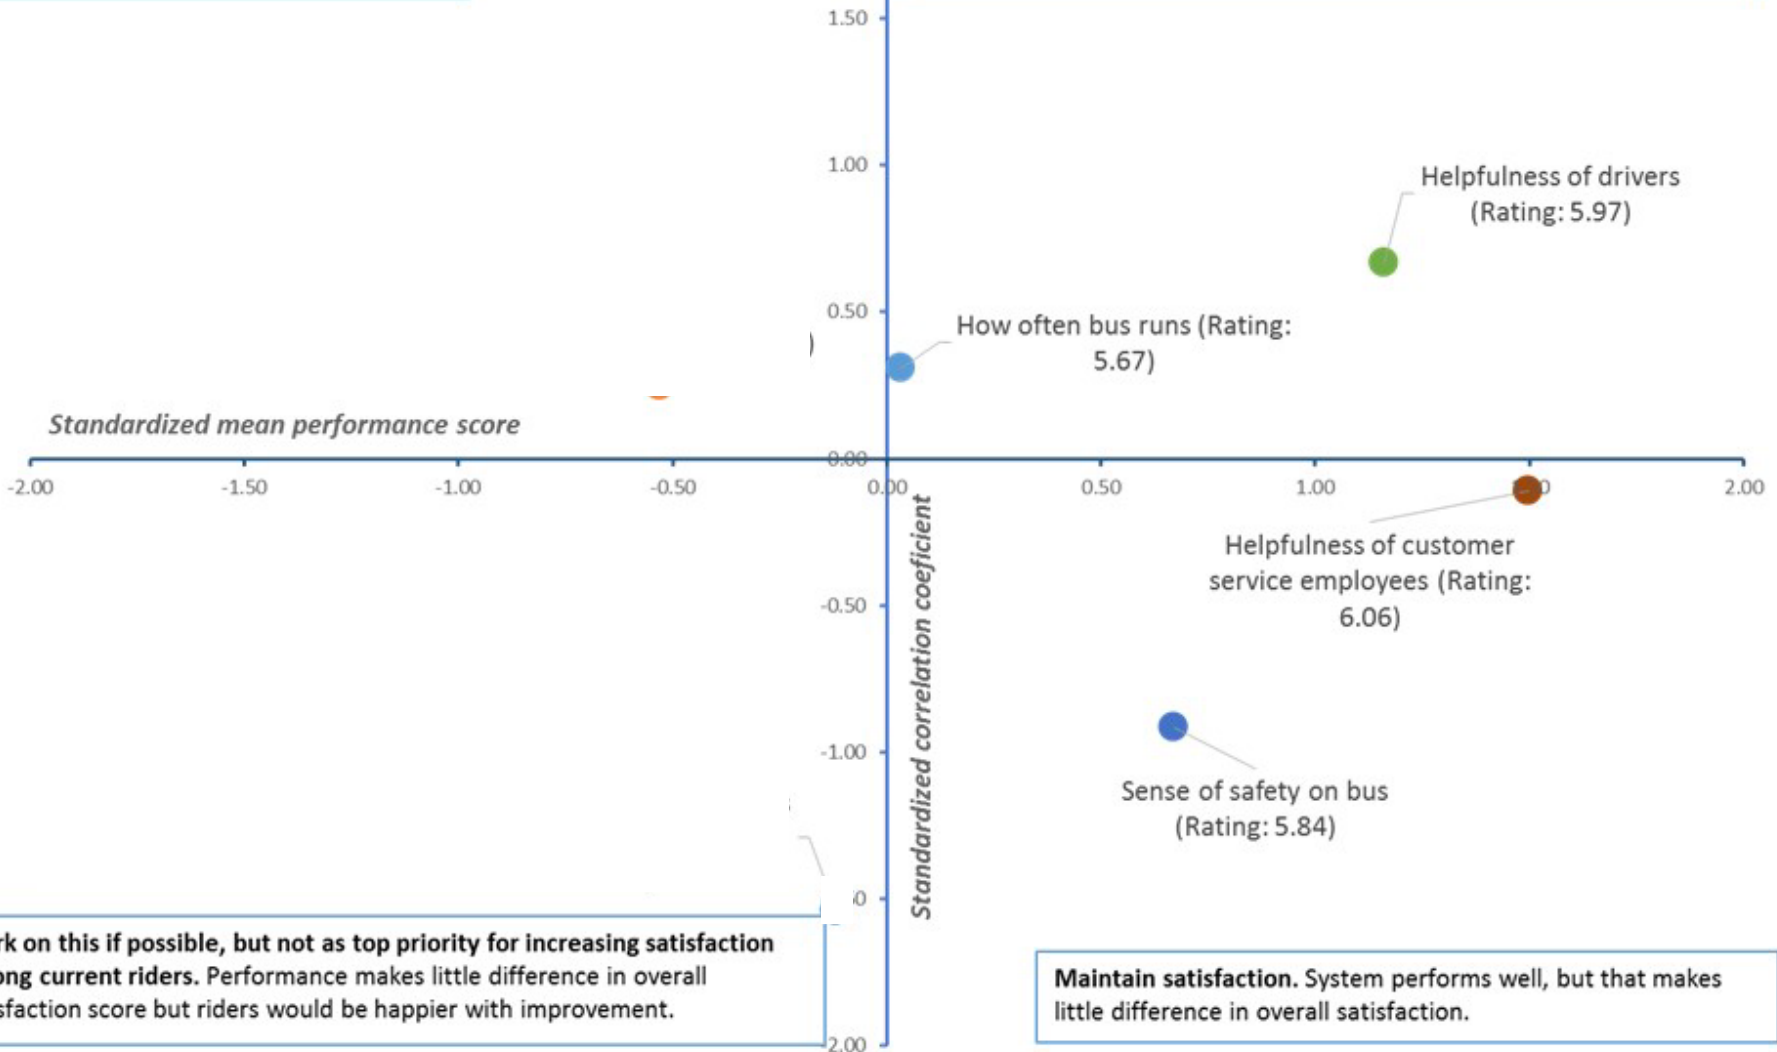 1.50
1.00
Helpfulness of drivers
(Rating: 5.97)
0.50
How often bus runs (Rating:
5.67)
)
Standardized mean performance score
0.00
-2.00
-1.50
-1.00
-0.50
0.00
0.50
1.00
2.00
Helpfulness of customer
service employees (Rating:
6.06)
-0.50
Standardized correlation coeficient
-1.00
Sense of safety on bus
(Rating: 5.84)
rk on this if possible, but not as top priority for increasing satisfaction
ong current riders. Performance makes little difference in overall
sfaction score but riders would be happier with improvement.
Maintain satisfaction. System performs well, but that makes
little difference in overall satisfaction.
2.00